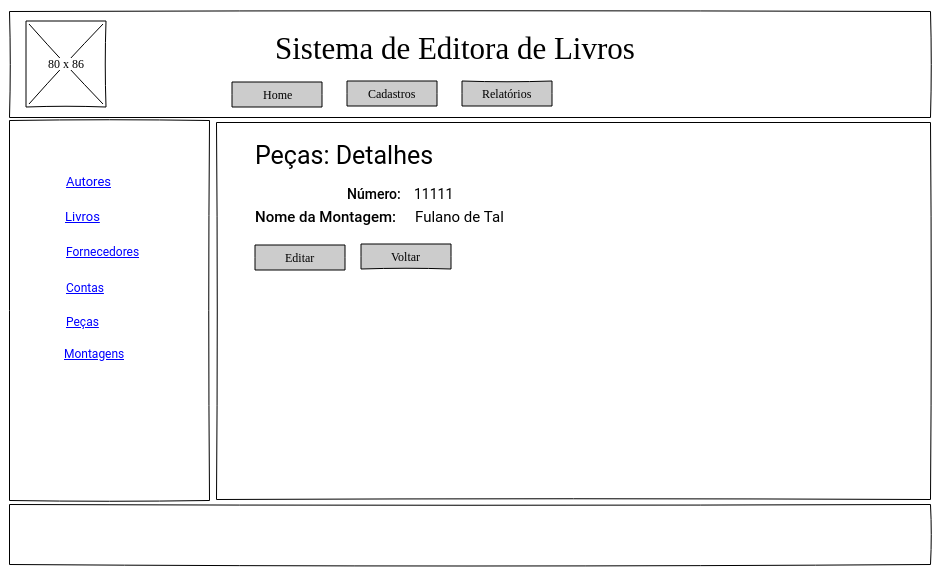 Sistema de Editora de Livros
80 x 86
Home
Cadastros
Relatórios
Autores
Livros
Fornecedores
Contas
Peças
Montagens
Peças: Detalhes
Número: 11111
Nome da Montagem: Fulano de Tal
Editar
Voltar